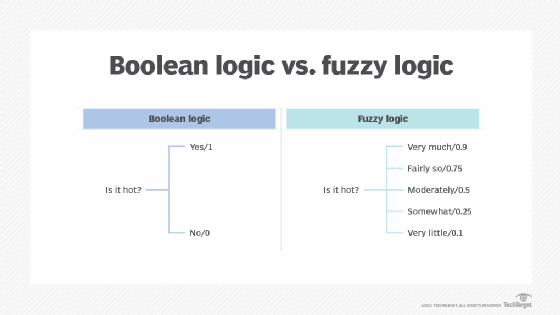 Boolean logic vs. fuzzy logic
Boolean logic
Yes/1
Is it hot?
No/0
Fuzzy logic
Very much/0.9
Fairly so/0.75
Is it hot?
Moderately/0.5
Somewhat/0.25
Very little/0.1
©2021 TECHTARGET. ALL RIGHTS RESERVED TechTarget